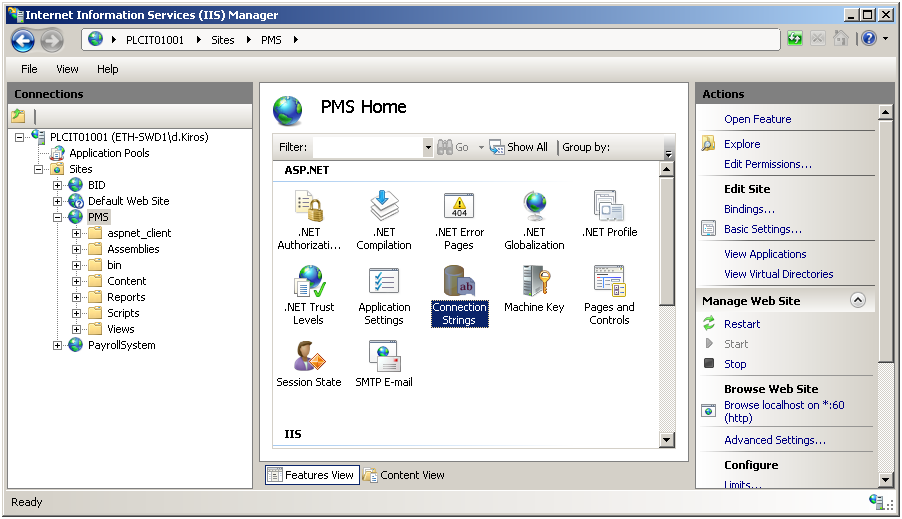 Internet Information Services (IIS) Manager
PLCIT01001
Sites
PMS
File
View
Help
Connections
PLCIT01001 (ETH-SWD1\d.Kiros)
Application Pools
Sites
BID
Default Web Site
PMS
aspnet_client
Assemblies
bin
Content
Reports
Scripts
Views
PayrollSystem
PMS Home
Filter:
Go
Show All
Group by:
ASP.NET
.NET
Authorizati...
.NET
Compilation
404
.NET Error
Pages
.NET
Globalization
.NET Profile
.NET Trust
Levels
Application
Settings
ab
Connection
Strings
Machine Key
Pages and
Controls
Session State
SMTP E-mail
IIS
Features View
Content View
Actions
Open Feature
Explore
Edit Permissions...
Edit Site
Bindings...
Basic Settings...
View Applications
View Virtual Directories
Manage Web Site
Restart
Start
Stop
Browse Web Site
Browse localhost on *:60
(http)
Advanced Settings...
Configure
Limits...
Ready